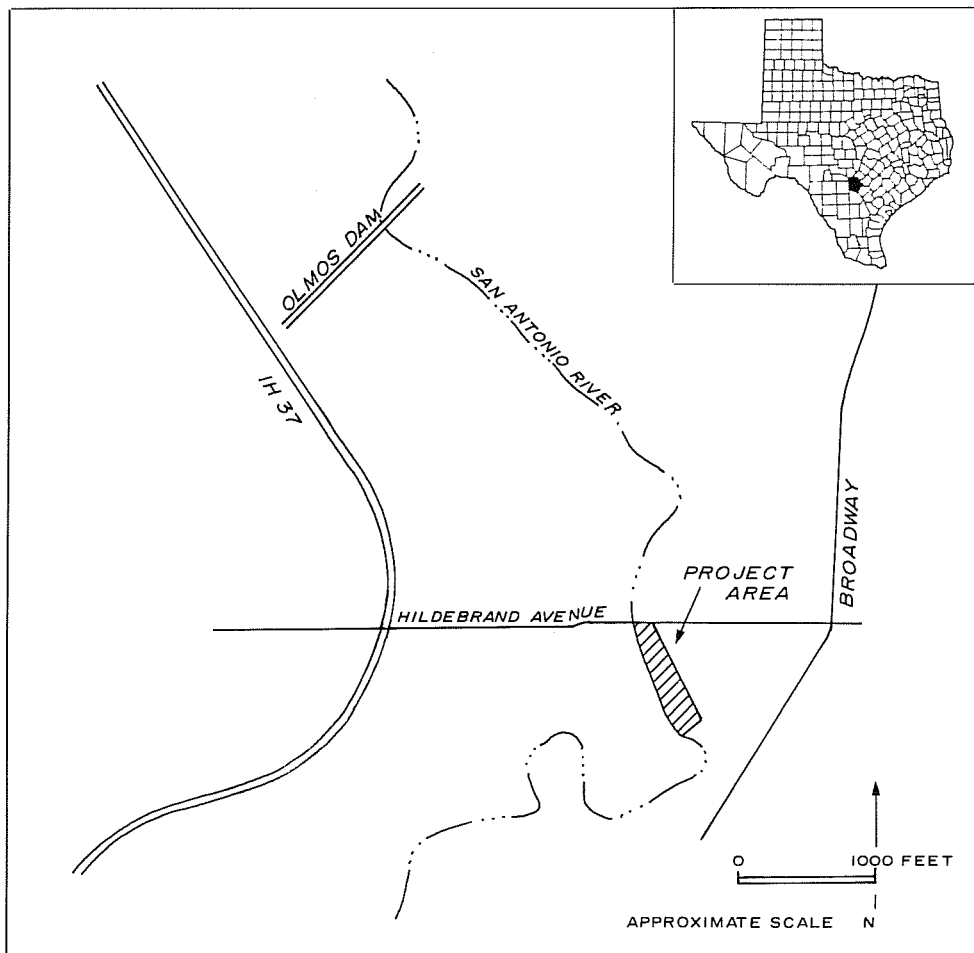 OLMOS DAM
SAN ANTONIO RIVER
IH 37
BROADWAY
PROJECT
AREA
HILDEBRAND AVENUE
0 1000 FEET
APPROXIMATE SCALE N